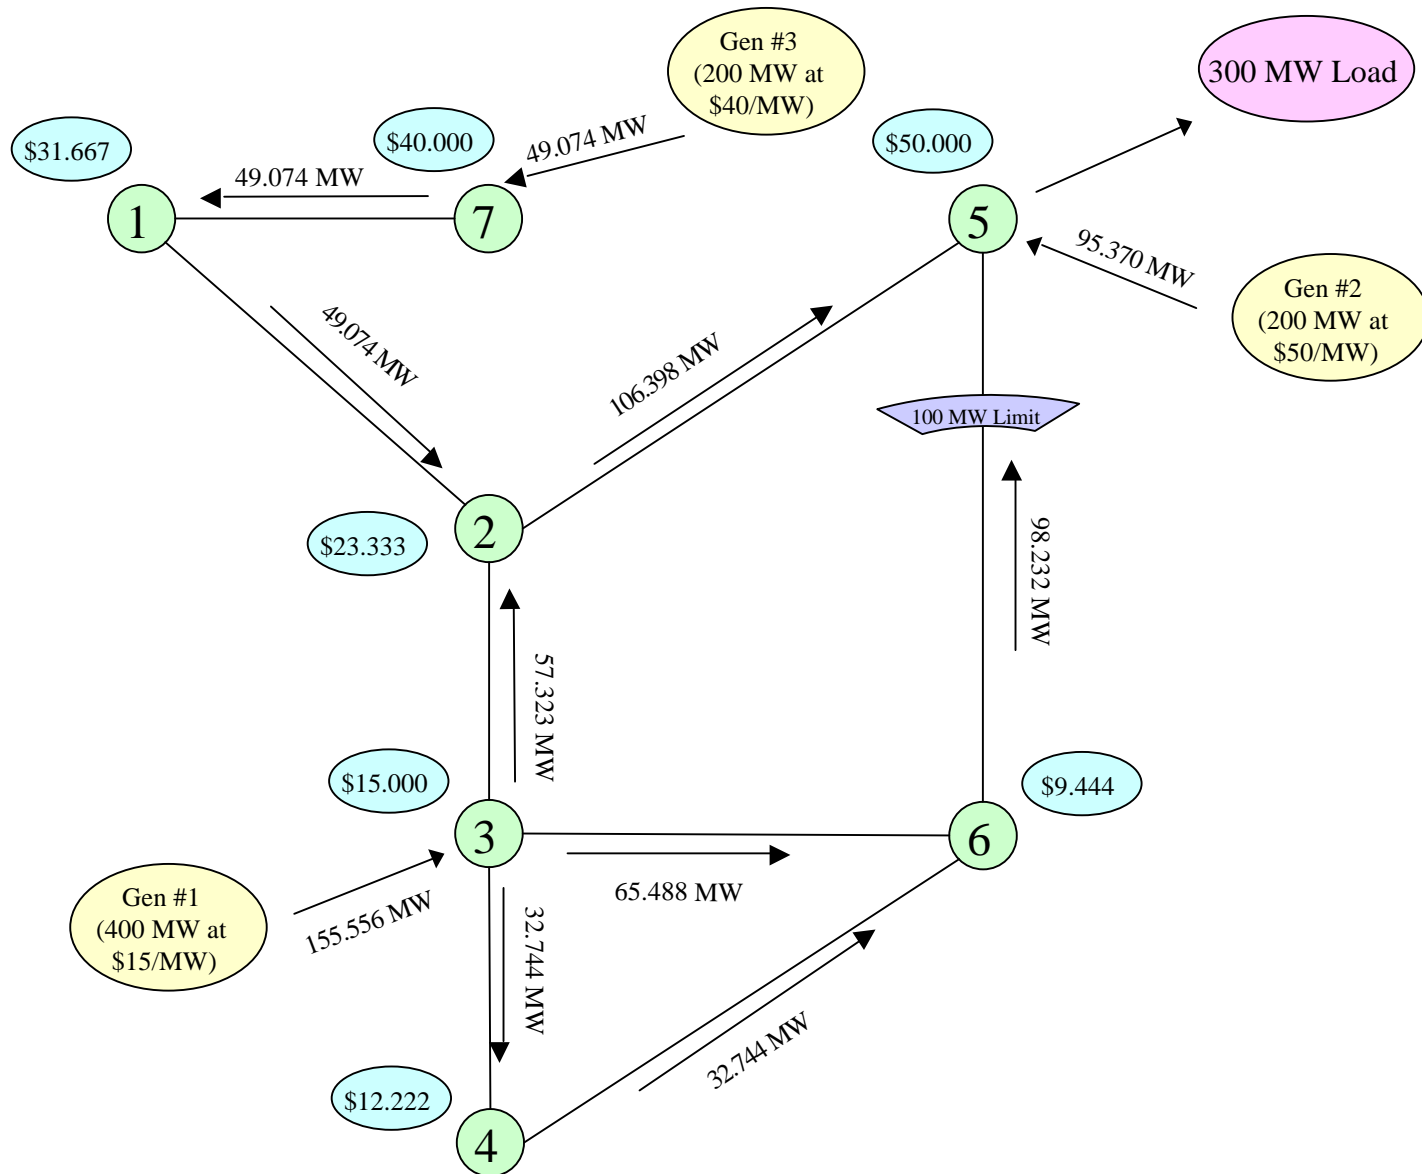 Gen #3
(200 MW at
$40/MW)
300 MW Load
$31.667
$40.000
49.074 MW
$50.000
49.074 MW
1
7
5
95.370 MW
Gen #2
(200 MW at
$50/MW)
49.074 MW
106.398 MW
100 MW Limit
2
$23.333
98.232 MW
57.323 MW
$15.000
$9.444
3
6
65.488 MW
Gen #1
(400 MW at
$15/MW)
155.556 MW
32.744 MW
32.744 MW
$12.222
4